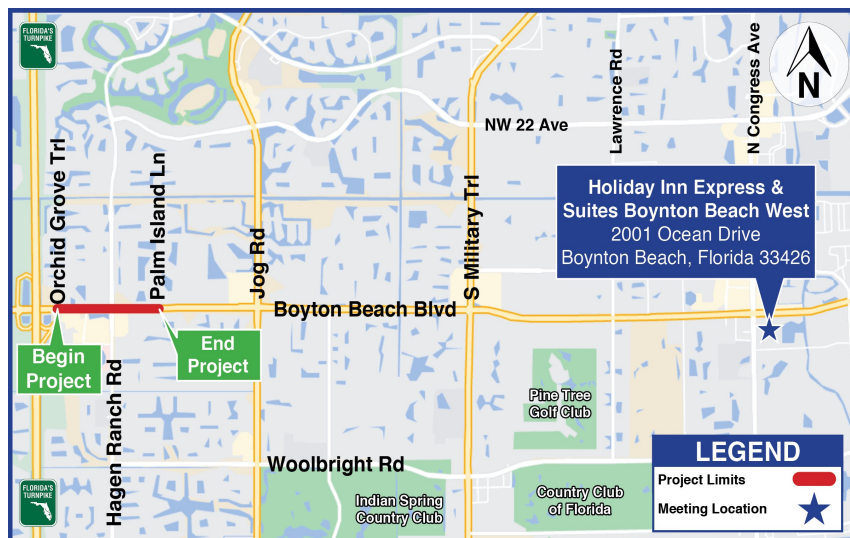 FLORIDA'S
TURNPIKE
Orchid Grove Trl
Palm Island Ln
Jog Rd
S Military Trl
NW 22 Ave
Lawrence Rd
N Congress Ave
N
Holiday Inn Express &
Suites Boynton Beach West
2001 Ocean Drive
Boynton Beach, Florida 33426
Boyton Beach Blvd
Begin
Project
End
Project
Hagen Ranch Rd
Pine Tree
Golf Club
Woolbright Rd
FLORIDA'S
TURNPIKE
Indian Spring
Country Club
Country Club
of Florida
LEGEND
Project Limits
Meeting Location